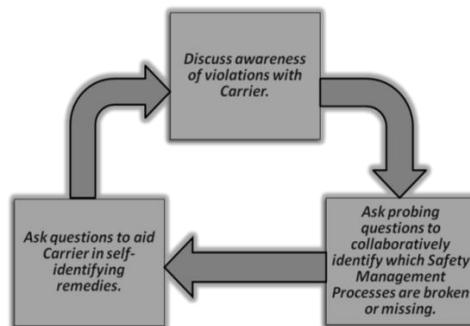 Discuss awareness
of violations with
Carrier.
Ask probing
questions to
collaboratively
identify which Safety
Management
Processes are broken
or missing.
Ask questions to aid
Carrier in self-
identifying
remedies.